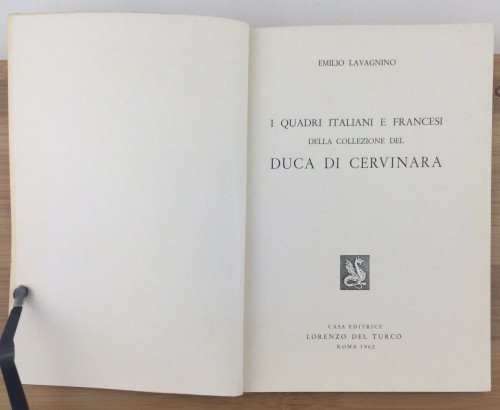 EMILIO LAVAGNINO
I QUADRI ITALIANI E FRANCESI
DELLA COLLEZIONE DEL
DUCA DI CERVINARA
CASA EDITRICE
LORENZO DEL TURCO
ROMA 1962